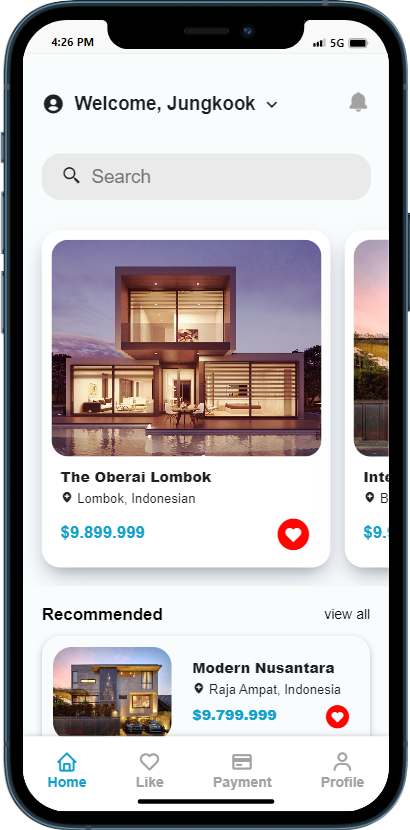 4:26 PM 5G
Welcome, Jungkook
Search
The Oberai Lombok
Lombok, Indonesian
$9.899.999
Inte
B
$9.
Recommended view all
Modern Nusantara
Raja Ampat, Indonesia
$9.799.999
Home Like Payment Profile